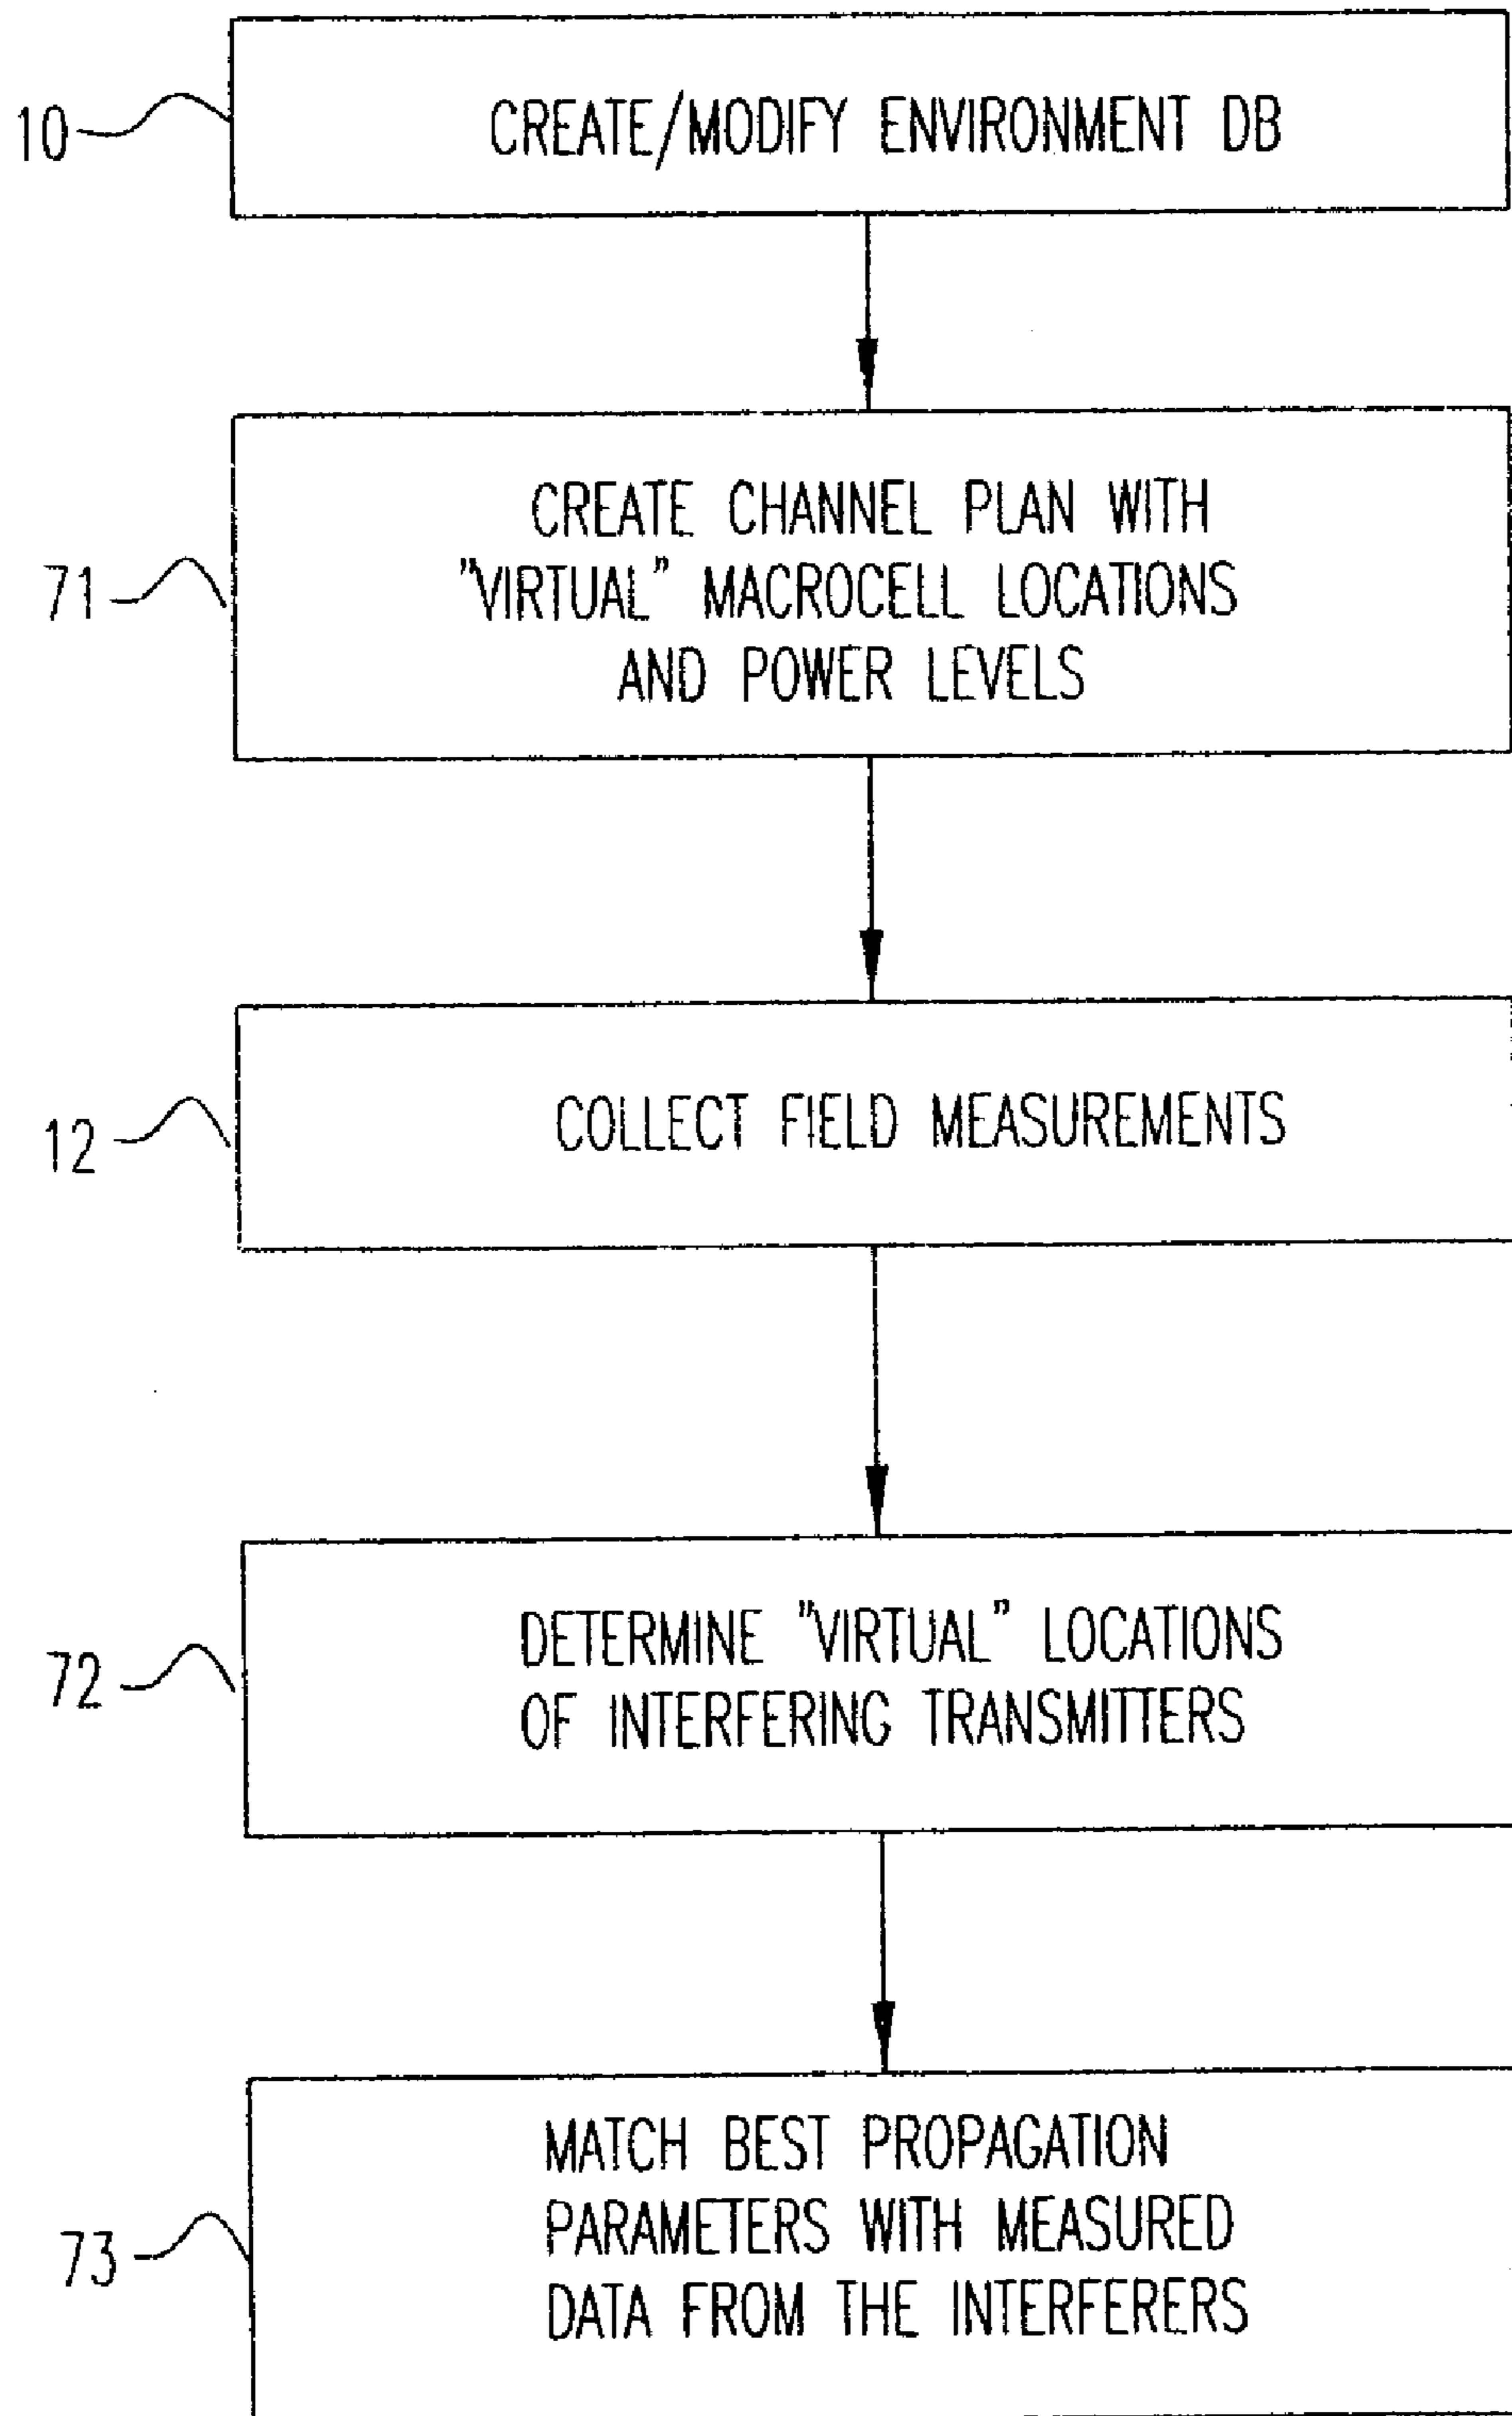 10
CREATE/MODIFY ENVIRONMENT DB
71
CREATE CHANNEL PLAN WITH
"VIRTUAL" MACROCELL LOCATIONS
AND POWER LEVELS
12
COLLECT FIELD MEASUREMENTS
72
DETERMINE "VIRTUAL" LOCATIONS
OF INTERFERING TRANSMITTERS
73
MATCH BEST PROPAGATION
PARAMETERS WITH MEASURED
DATA FROM THE INTERFERERS